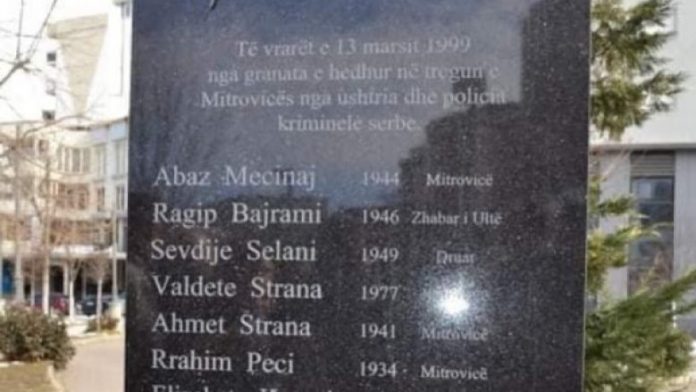 Të vrarët e 13 marsit 1999
nga granata e hedhur në tregun e
Mitrovicës nga ushtria dhe policia
kriminele serbe.
Abaz Mecinaj 1944 Mitrovicë
Ragip Bajrami 1946 Zhabar i Ultë
Sevdije Selani 1949 Druar
Valdete Strana 1977
Ahmet Strana 1941 Mitrovicë
Rrahim Peci 1934 Mitrovicë